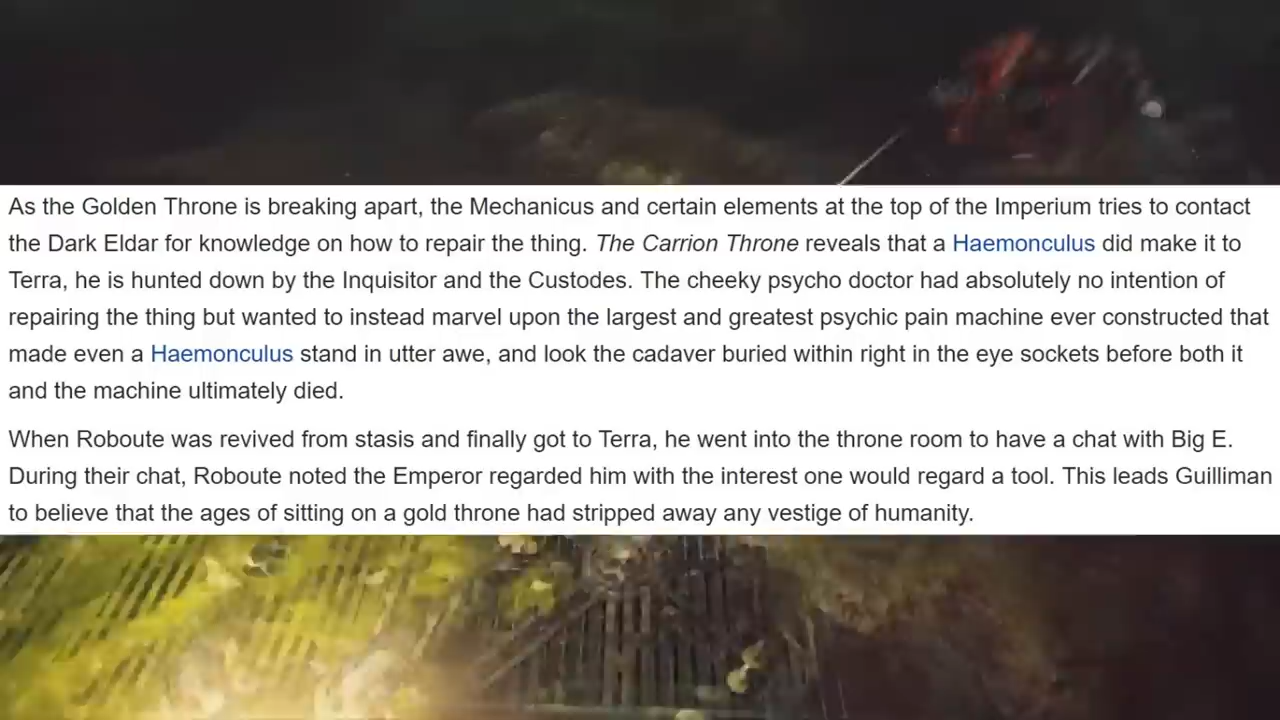 As the Golden Throne is breaking apart, the Mechanicus and certain elements at the top of the Imperium tries to contact
the Dark Eldar for knowledge on how to repair the thing. The Carrion Throne reveals that a Haemonculus did make it to
Terra, he is hunted down by the Inquisitor and the Custodes. The cheeky psycho doctor had absolutely no intention of
repairing the thing but wanted to instead marvel upon the largest and greatest psychic pain machine ever constructed that
made even a Haemonculus stand in utter awe, and look the cadaver buried within right in the eye sockets before both it
and the machine ultimately died.
When Roboute was revived from stasis and finally got to Terra, he went into the throne room to have a chat with Big E.
During their chat, Roboute noted the Emperor regarded him with the interest one would regard a tool. This leads Guilliman
to believe that the ages of sitting on a gold throne had stripped away any vestige of humanity.